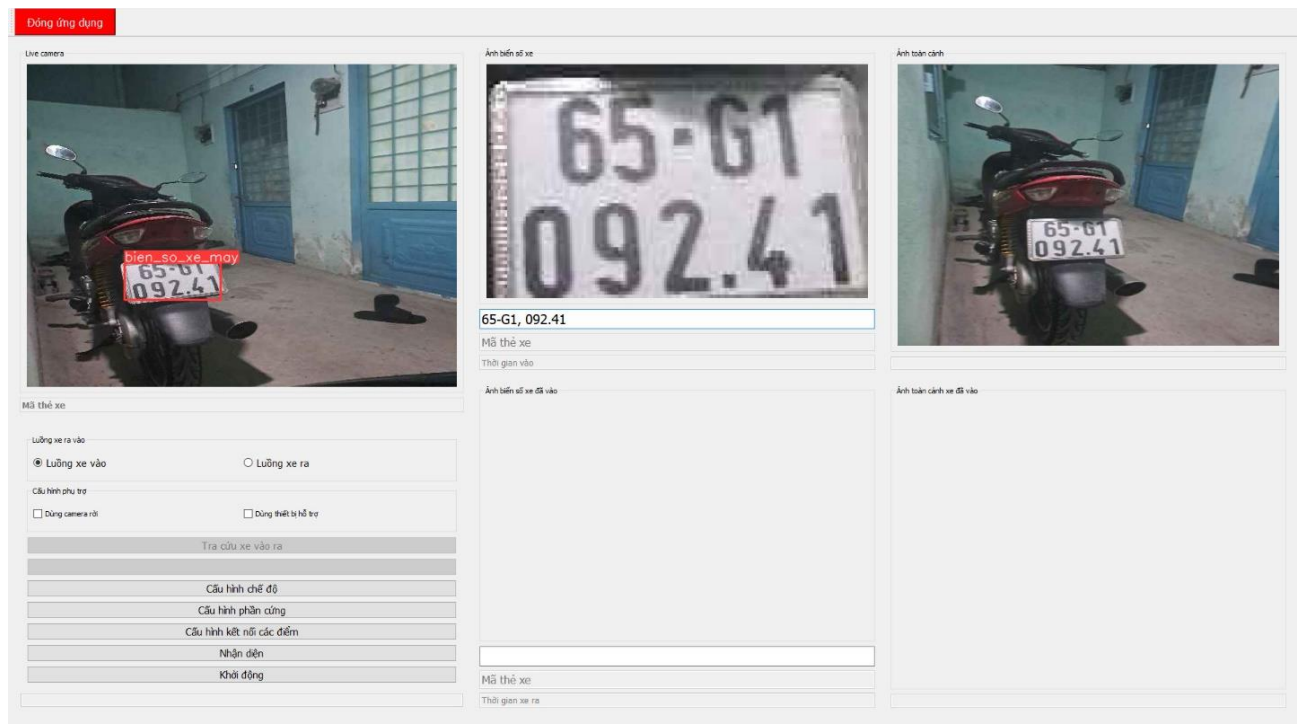 Đóng ứng dụng
Live camera
bien_so_xe_may
65-G1
092.41
Mã thẻ xe
Luồng xe ra vào
Luồng xe vào
Luồng xe ra
Cấu hình phụ trợ
Dùng camera rời
Dùng thiết bị hỗ trợ
Tra cứu xe vào ra
Cấu hình chế độ
Cấu hình phần cứng
Cấu hình kết nối các điểm
Nhận diện
Khởi động
Ảnh biển số xe
65-G1
092.41
65-G1, 092.41
Mã thẻ xe
Thời gian vào
Ảnh biển số xe đã vào
Mã thẻ xe
Thời gian xe ra
Ảnh toàn cảnh
65-G1
092.41
Ảnh toàn cảnh xe đã vào